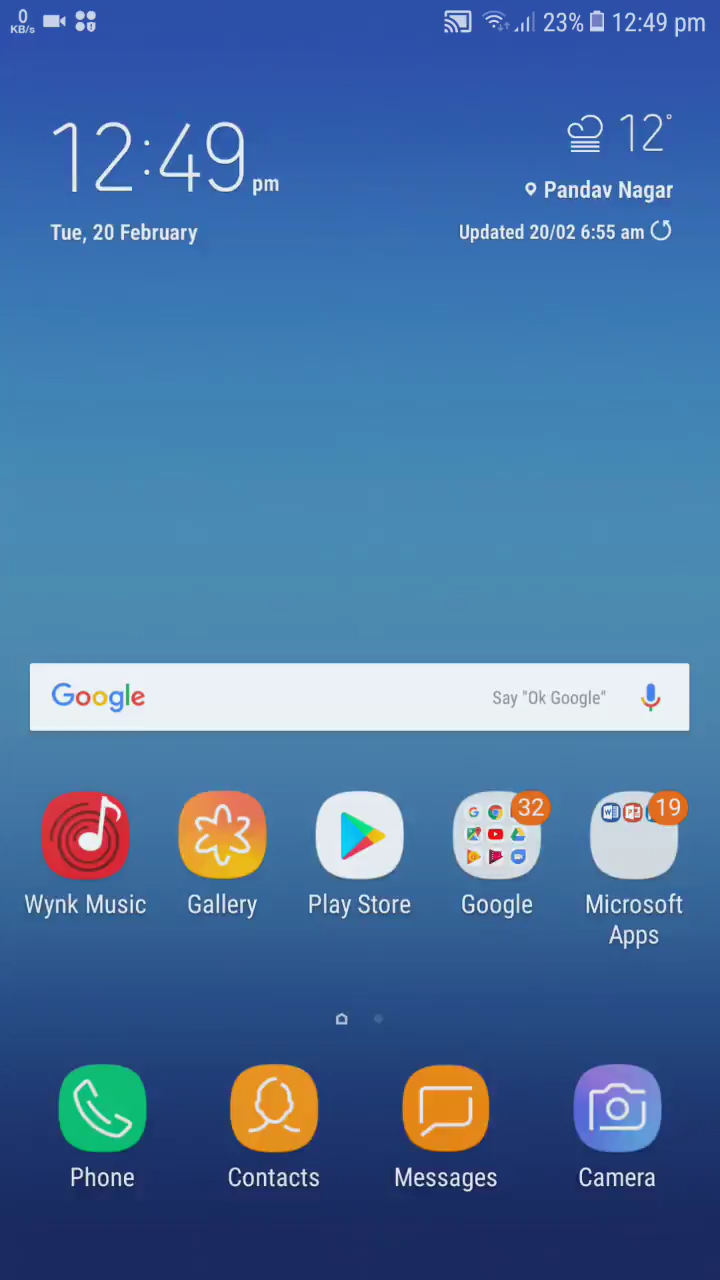 0
KB/s
23% 12:49 pm
12:49 pm
12°
Pandav Nagar
Tue, 20 February
Updated 20/02 6:55 am
Google
Say "Ok Google"
32
19
Wynk Music
Gallery
Play Store
Google
Microsoft
Apps
Phone
Contacts
Messages
Camera